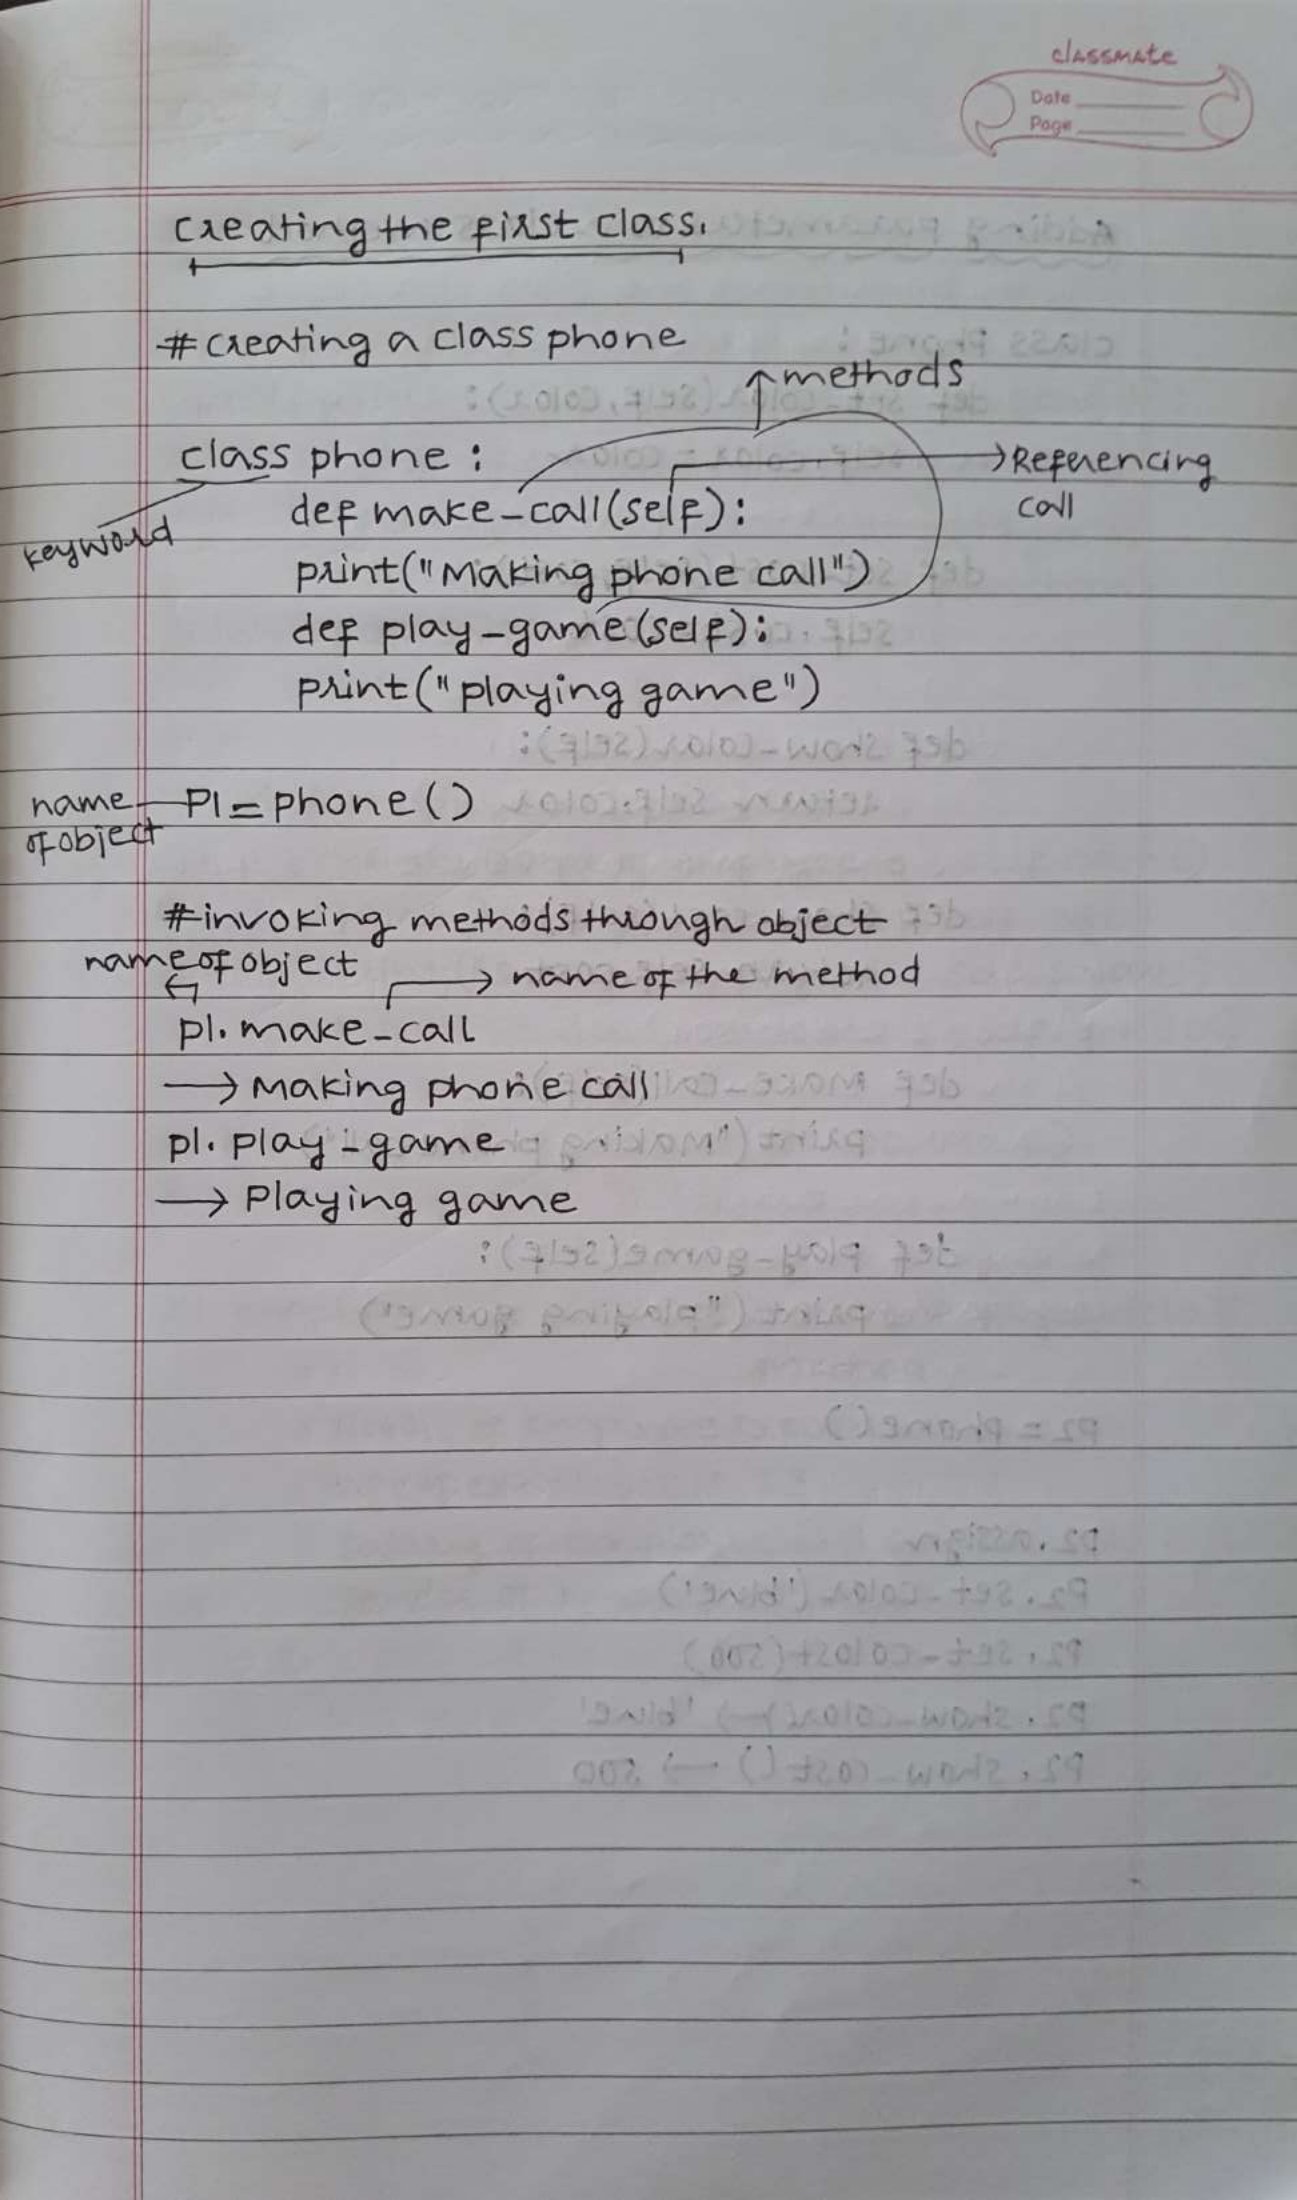 classmate
Date
Page
Creating the first class.
#creating a class phone
methods
class phone :
Referencing
call
keyword
def make-call(self):
print("Making phone call")
def play-game(self):
print("playing game")
name
of object
P1=phone()
#invoking methods through object
name of object
name of the method
p1. make-call
→ Making phone call
p1. play-game
→ Playing game